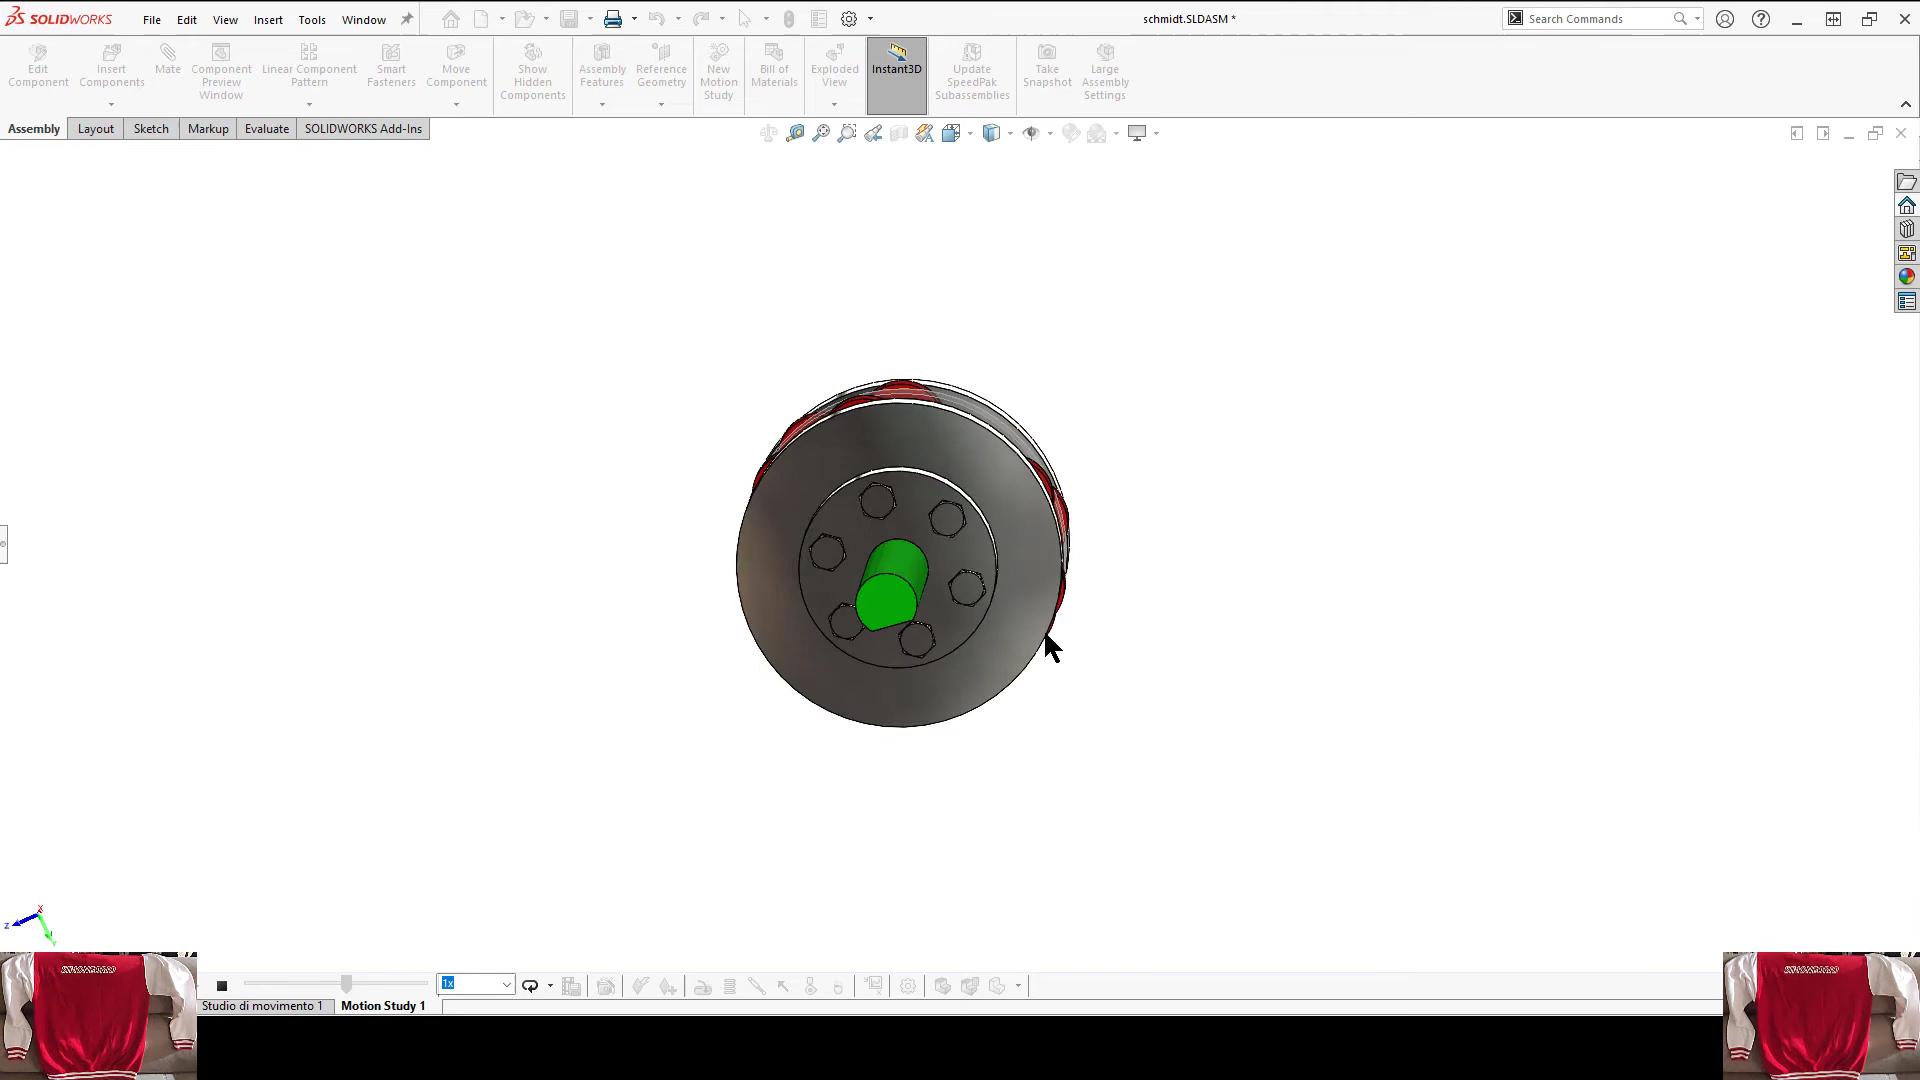 SOLIDWORKS File Edit View Insert Tools Window schmidt.SLDASM * Search Commands
Edit Component
Insert Components
Mate
Component Preview Window
Linear Component Pattern
Smart Fasteners
Move Component
Show Hidden Components
Assembly Features
Reference Geometry
New Motion Study
Bill of Materials
Exploded View
Instant3D
Update SpeedPak Subassemblies
Take Snapshot
Large Assembly Settings
Assembly Layout Sketch Markup Evaluate SOLIDWORKS Add-Ins
X
Z
Y
1x
Studio di movimento 1 Motion Study 1